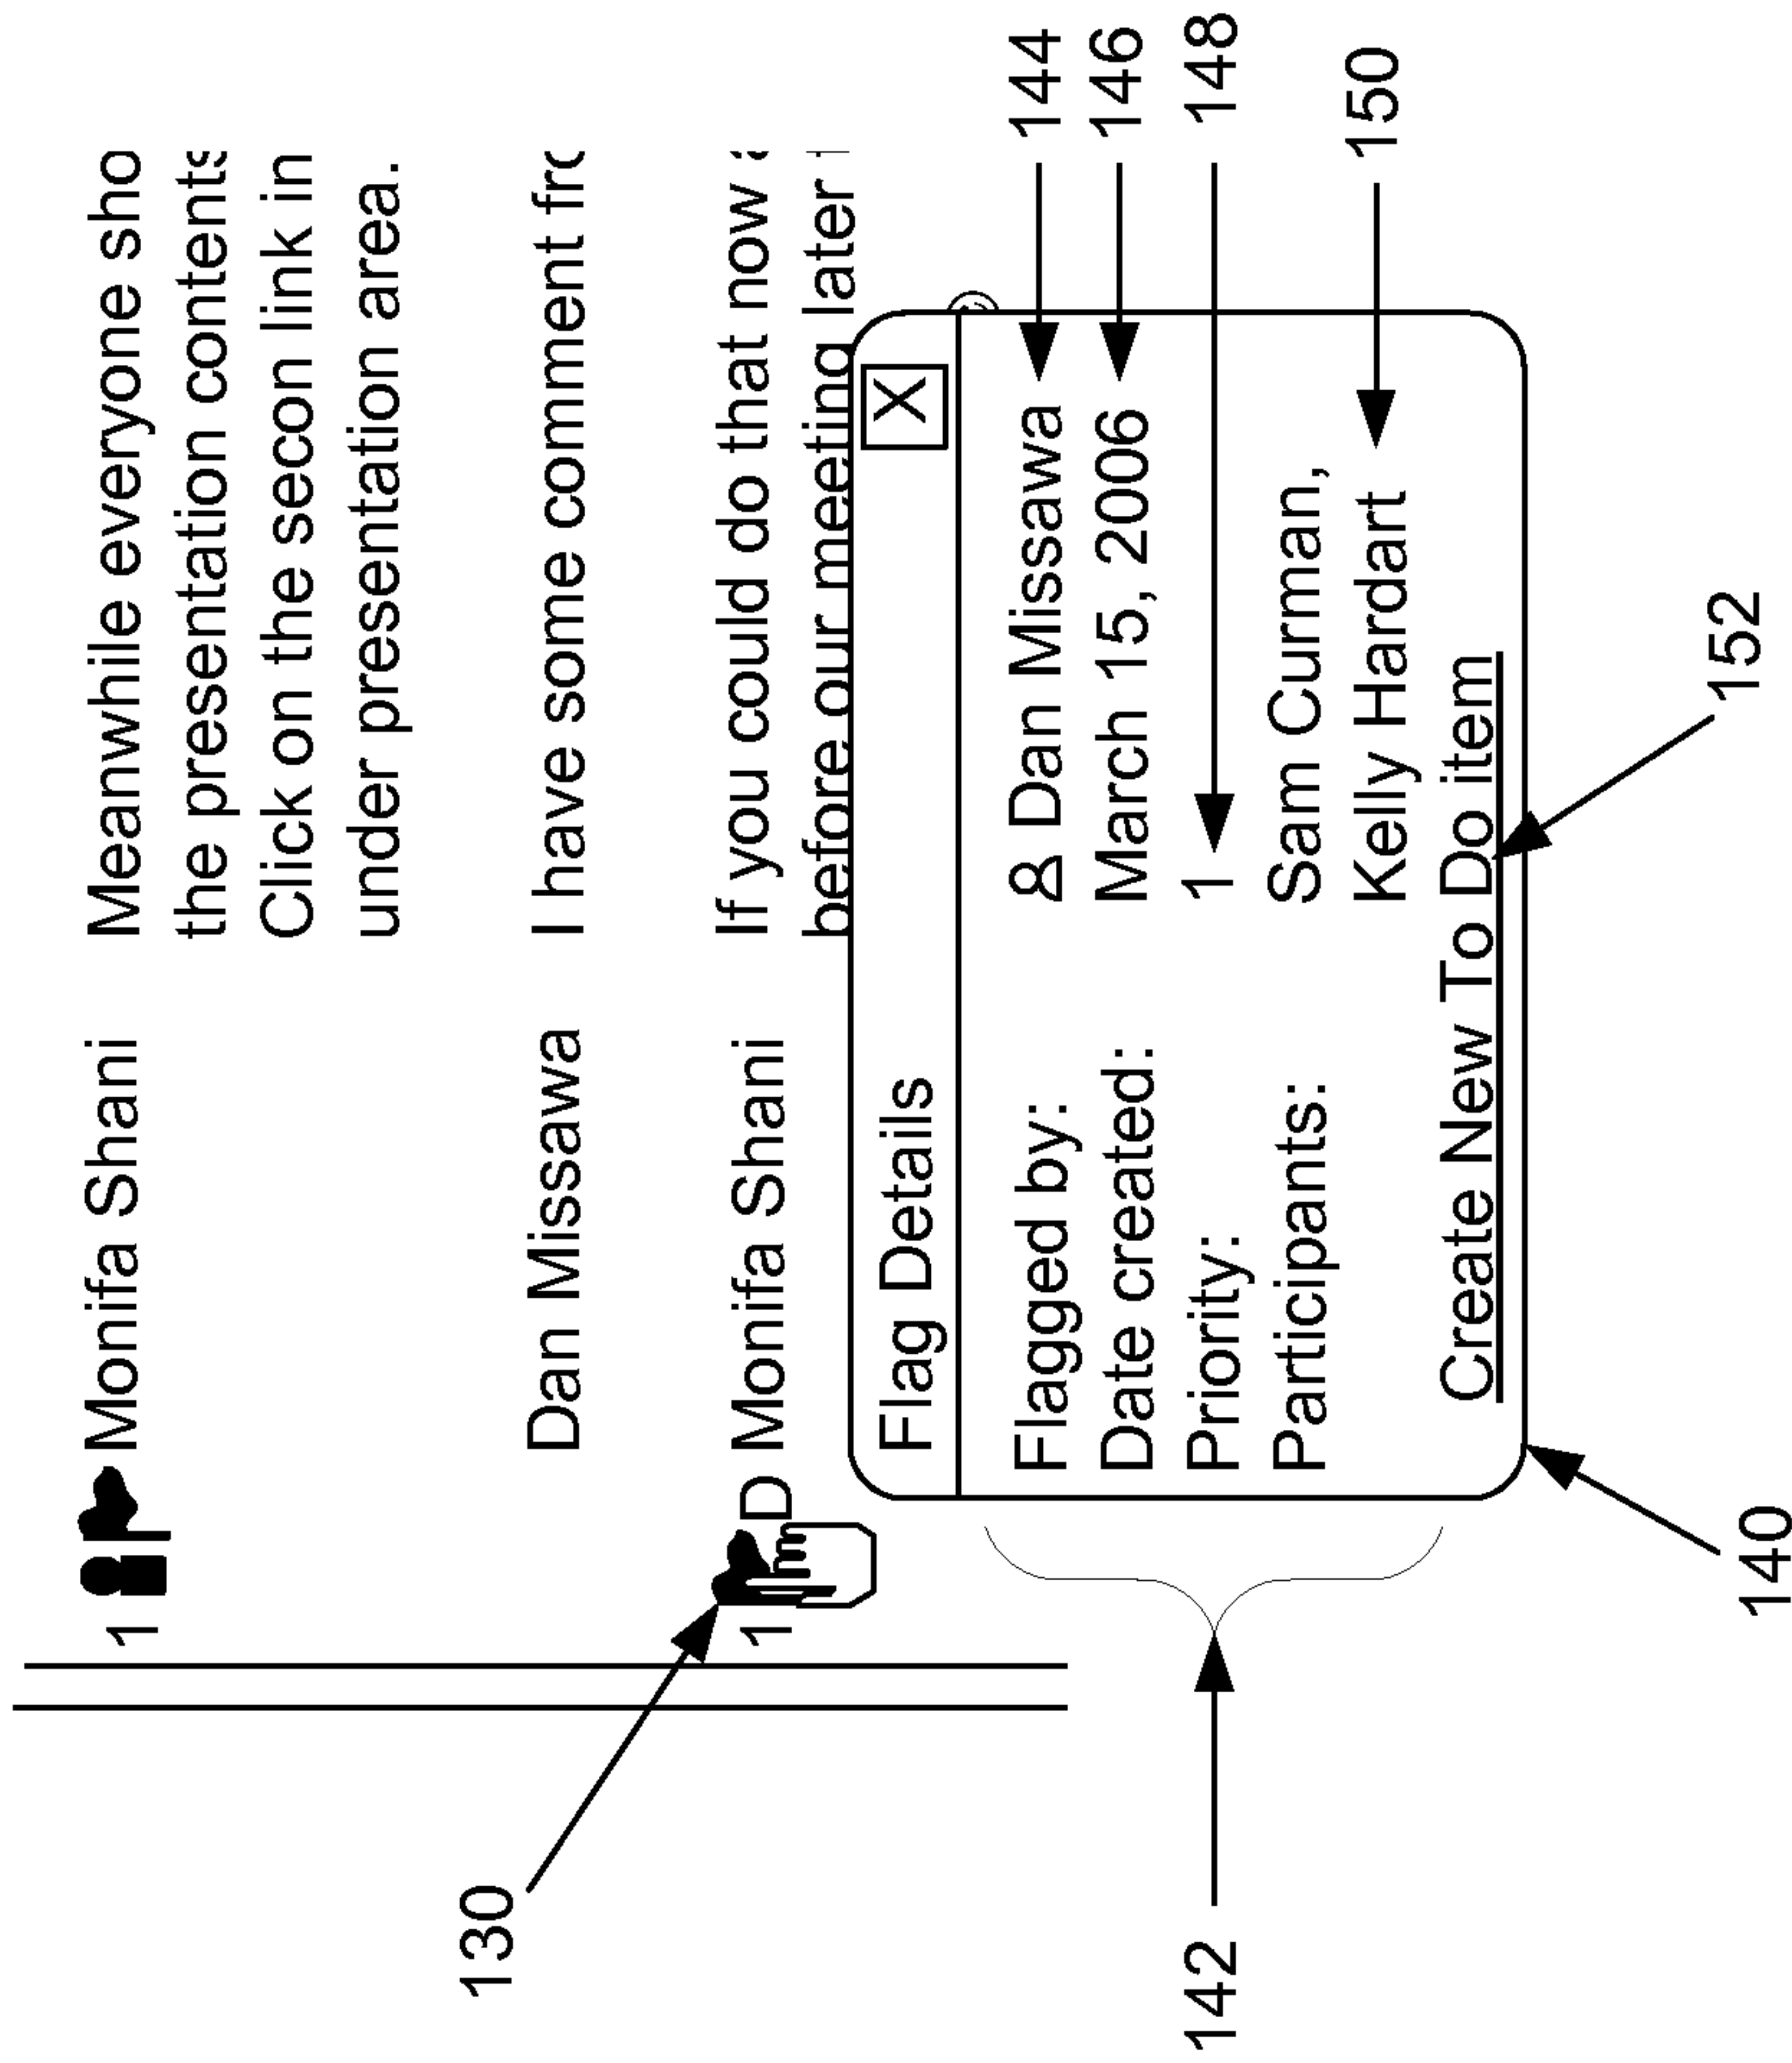 1 Monifa Shani Meanwhile everyone sho
the presentation contents
Click on the secon link in
under presentation area.
Dan Missawa I have some comment fro
130
1 D Monifa Shani If you could do that now a
before our meeting later
Flag Details X
Flagged by: 8 Dan Missawa 144
Date created: March 15, 2006 146
142 Priority: 1 148
Participants: Sam Curman,
Kelly Hardart 150
Create New To Do item
140 152